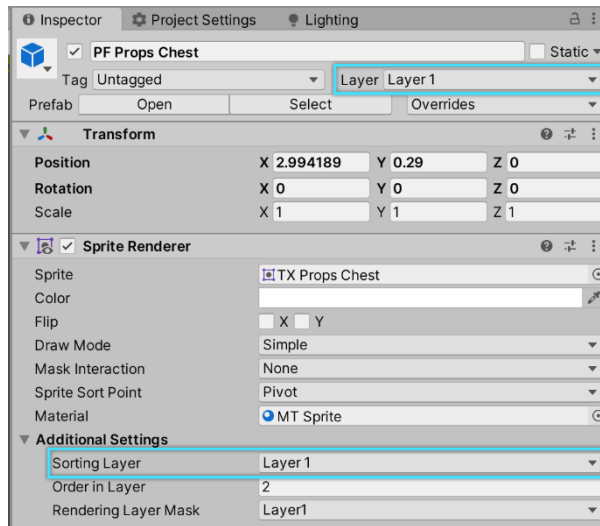 Inspector Project Settings Lighting
PF Props Chest Static
Tag Untagged Layer Layer 1
Prefab Open Select Overrides
Transform
Position X 2.994189 Y 0.29 Z 0
Rotation X 0 Y 0 Z 0
Scale X 1 Y 1 Z 1
Sprite Renderer
Sprite TX Props Chest
Color
Flip X Y
Draw Mode Simple
Mask Interaction None
Sprite Sort Point Pivot
Material MT Sprite
Additional Settings
Sorting Layer Layer 1
Order in Layer 2
Rendering Layer Mask Layer1